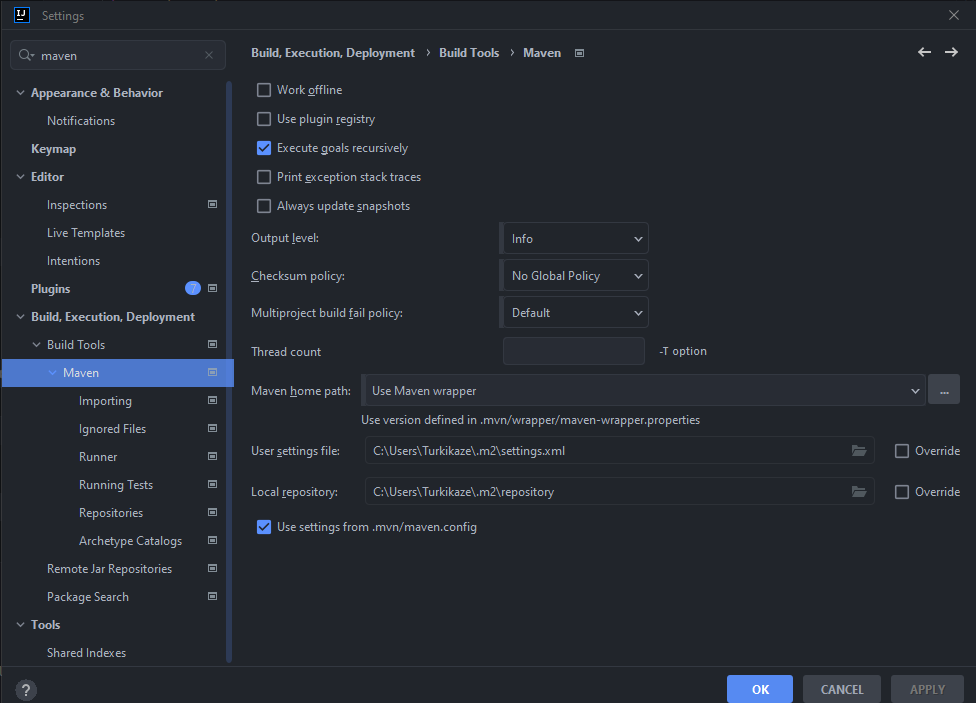 IJ
Settings
maven
Appearance & Behavior
Notifications
Keymap
Editor
Inspections
Live Templates
Intentions
Plugins 7
Build, Execution, Deployment
Build Tools
Maven
Importing
Ignored Files
Runner
Running Tests
Repositories
Archetype Catalogs
Remote Jar Repositories
Package Search
Tools
Shared Indexes
?
Build, Execution, Deployment › Build Tools › Maven
Work offline
Use plugin registry
Execute goals recursively
Print exception stack traces
Always update snapshots
Output level: Info
Checksum policy: No Global Policy
Multiproject build fail policy: Default
Thread count -T option
Maven home path: Use Maven wrapper ...
Use version defined in .mvn/wrapper/maven-wrapper.properties
User settings file: C:\Users\Turkikaze\.m2\settings.xml Override
Local repository: C:\Users\Turkikaze\.m2\repository Override
Use settings from .mvn/maven.config
OK CANCEL APPLY